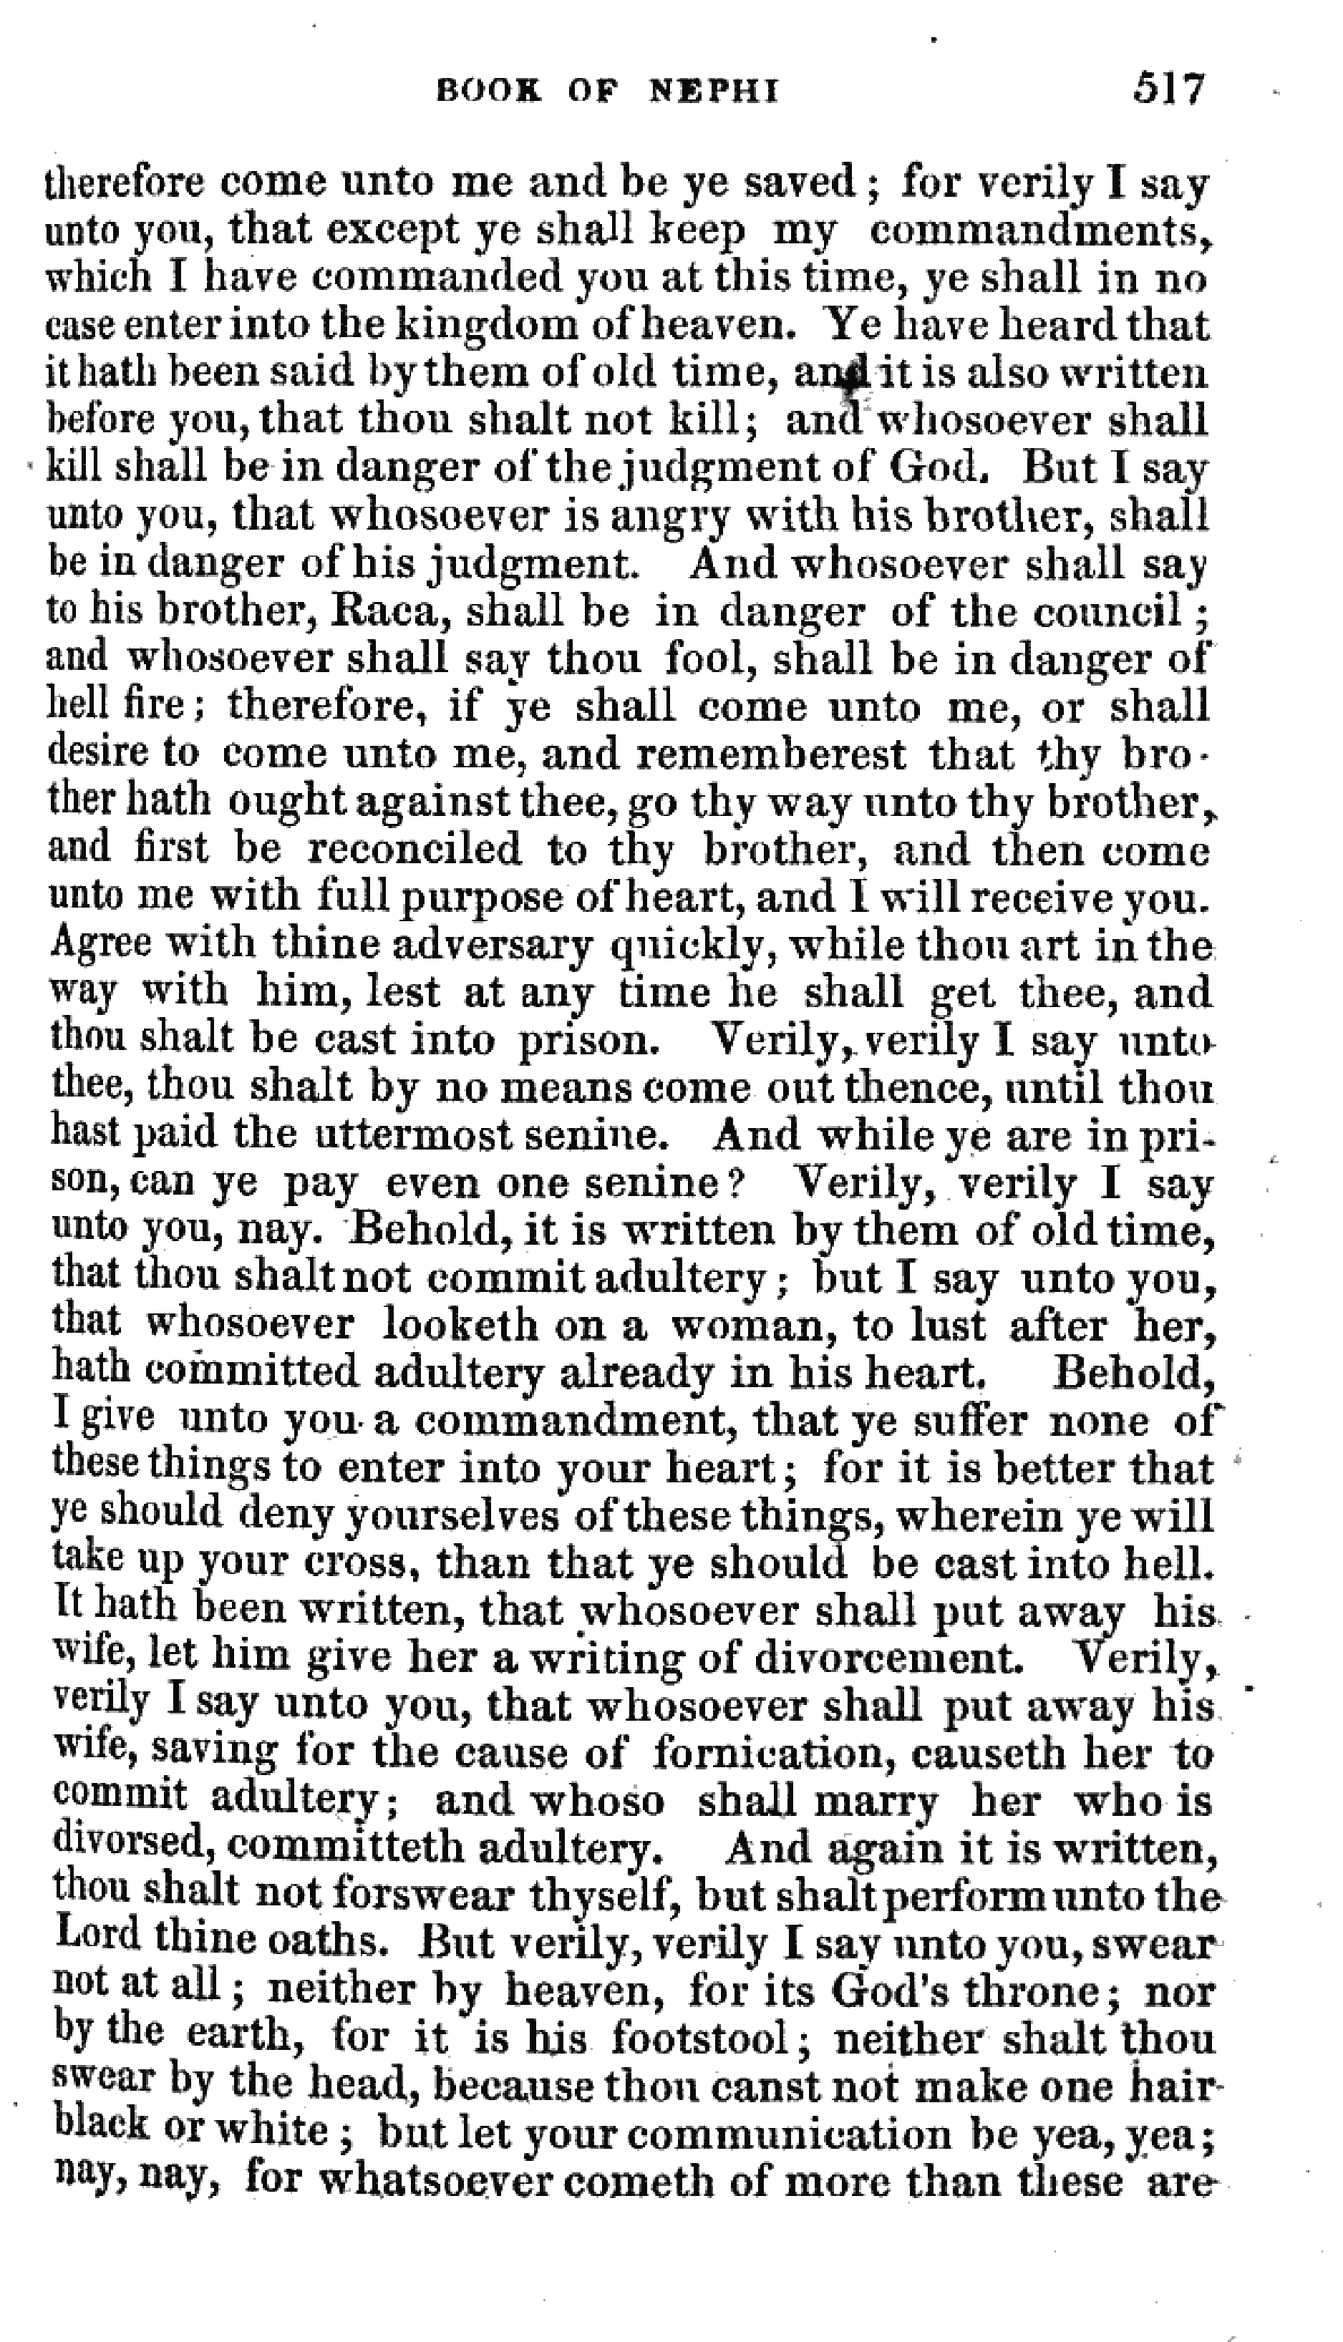 BOOK OF NEPHI 517
therefore come unto me and be ye saved; for verily I say
unto you, that except ye shall keep my commandments,
which I have commanded you at this time, ye shall in no
case enter into the kingdom of heaven. Ye have heard that
it hath been said by them of old time, and it is also written
before you, that thou shalt not kill; and whosoever shall
kill shall be in danger of the judgment of God. But I say
unto you, that whosoever is angry with his brother, shall
be in danger of his judgment. And whosoever shall say
to his brother, Raca, shall be in danger of the council;
and whosoever shall say thou fool, shall be in danger of
hell fire; therefore, if ye shall come unto me, or shall
desire to come unto me, and rememberest that thy bro-
ther hath ought against thee, go thy way unto thy brother,
and first be reconciled to thy brother, and then come
unto me with full purpose of heart, and I will receive you.
Agree with thine adversary quickly, while thou art in the
way with him, lest at any time he shall get thee, and
thou shalt be cast into prison. Verily, verily I say unto
thee, thou shalt by no means come out thence, until thou
hast paid the uttermost senine. And while ye are in pri-
son, can ye pay even one senine? Verily, verily I say
unto you, nay. Behold, it is written by them of old time,
that thou shalt not commit adultery; but I say unto you,
that whosoever looketh on a woman, to lust after her,
hath committed adultery already in his heart. Behold,
I give unto you a commandment, that ye suffer none of
these things to enter into your heart; for it is better that
ye should deny yourselves of these things, wherein ye will
take up your cross, than that ye should be cast into hell.
It hath been written, that whosoever shall put away his
wife, let him give her a writing of divorcement. Verily,
verily I say unto you, that whosoever shall put away his
wife, saving for the cause of fornication, causeth her to
commit adultery; and whoso shall marry her who is
divorsed, committeth adultery. And again it is written,
thou shalt not forswear thyself, but shalt perform unto the
Lord thine oaths. But verily, verily I say unto you, swear
not at all; neither by heaven, for its God's throne; nor
by the earth, for it is his footstool; neither shalt thou
swear by the head, because thou canst not make one hair
black or white; but let your communication be yea, yea;
nay, nay, for whatsoever cometh of more than these are